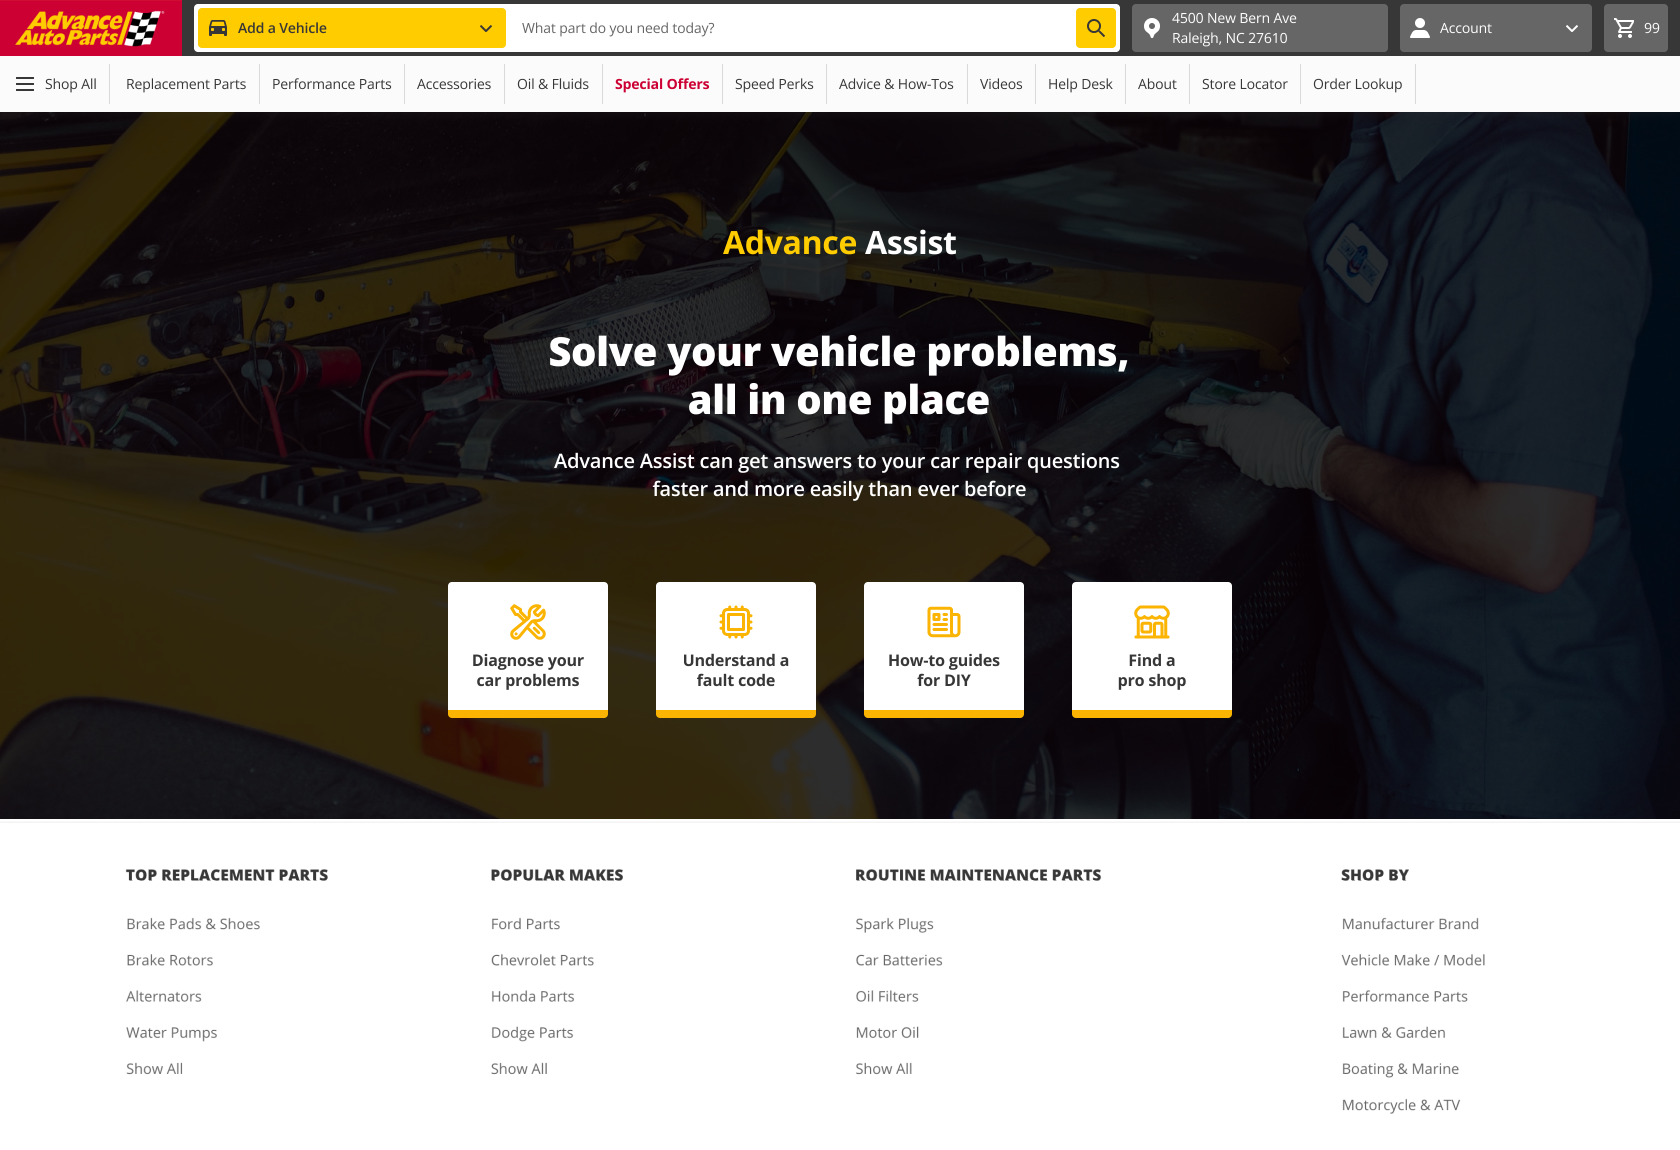 Advance
Auto Parts
Add a Vehicle
What part do you need today?
4500 New Bern Ave
Raleigh, NC 27610
Account
99
Shop All
Replacement Parts
Performance Parts
Accessories
Oil & Fluids
Special Offers
Speed Perks
Advice & How-Tos
Videos
Help Desk
About
Store Locator
Order Lookup
Advance Assist
Solve your vehicle problems,
all in one place
Advance Assist can get answers to your car repair questions
faster and more easily than ever before
Diagnose your
car problems
Understand a
fault code
How-to guides
for DIY
Find a
pro shop
TOP REPLACEMENT PARTS
Brake Pads & Shoes
Brake Rotors
Alternators
Water Pumps
Show All
POPULAR MAKES
Ford Parts
Chevrolet Parts
Honda Parts
Dodge Parts
Show All
ROUTINE MAINTENANCE PARTS
Spark Plugs
Car Batteries
Oil Filters
Motor Oil
Show All
SHOP BY
Manufacturer Brand
Vehicle Make / Model
Performance Parts
Lawn & Garden
Boating & Marine
Motorcycle & ATV